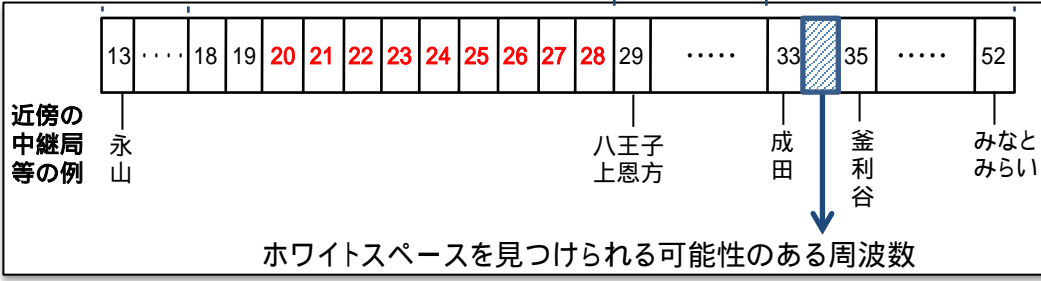 13 ‥‥ 18 19 20 21 22 23 24 25 26 27 28 29 ‥‥‥ 33 35 ‥‥‥ 52
近傍の
中継局
等の例
永山
八王子
上恩方
成田
釜利谷
みなと
みらい
ホワイトスペースを見つけられる可能性のある周波数